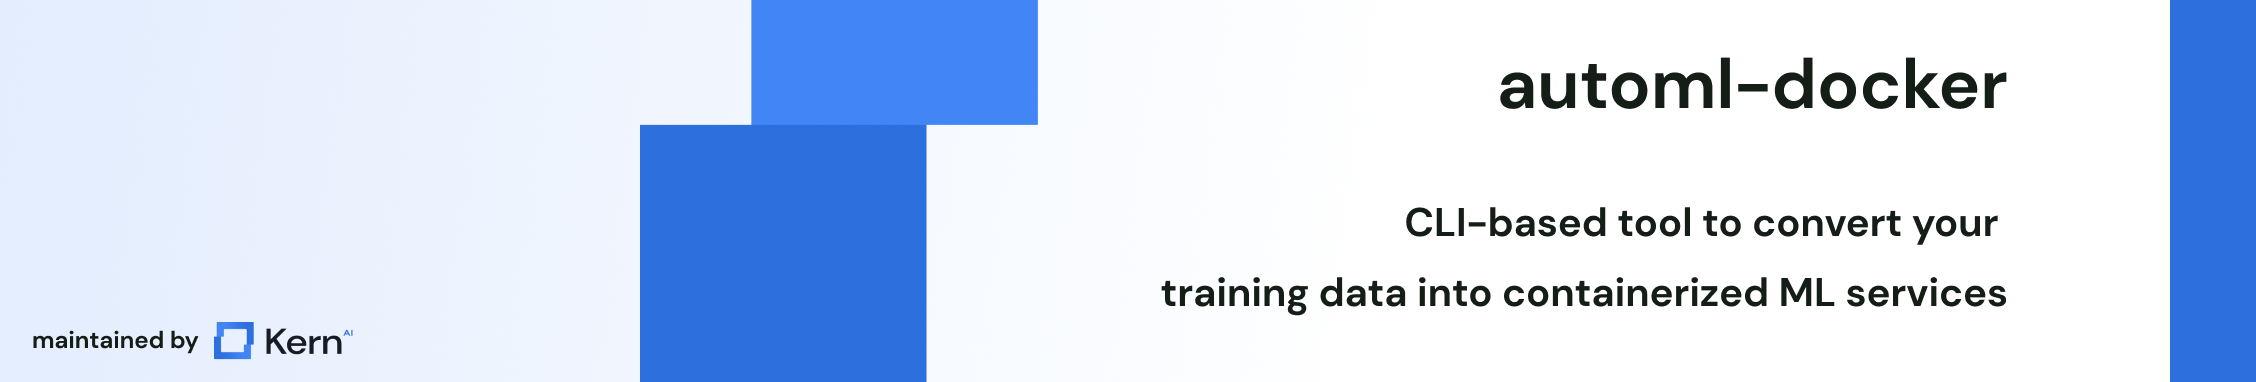 automl-docker
CLI-based tool to convert your
training data into containerized ML services
maintained by Kern AI